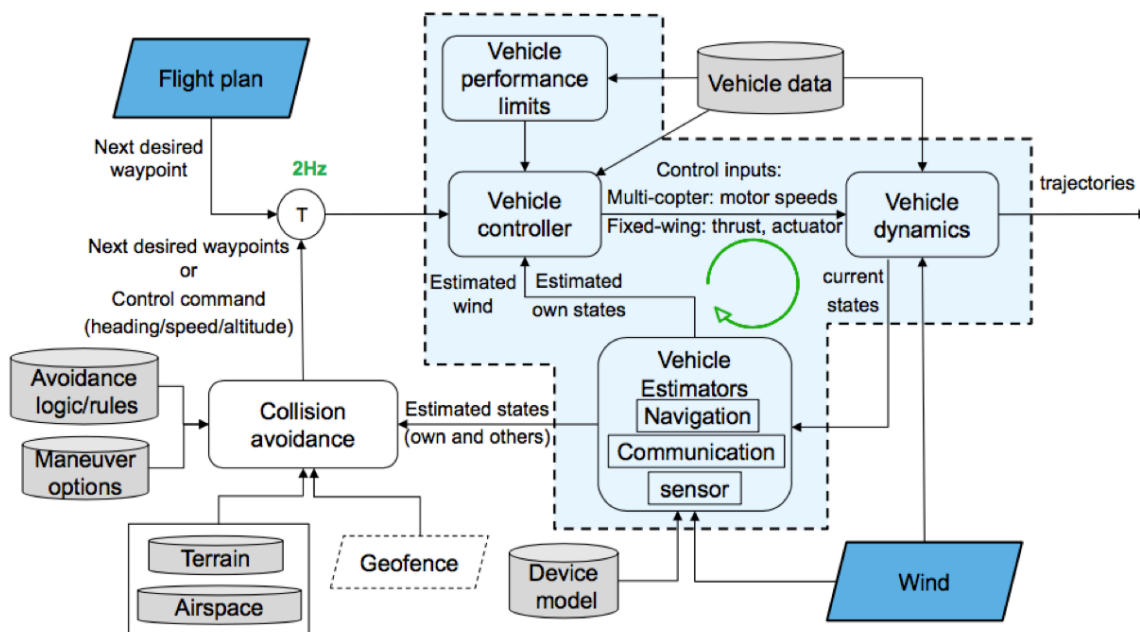 Flight plan
Vehicle
performance
limits
Vehicle data
Next desired
waypoint
2Hz
T
Vehicle
controller
Control inputs:
Multi-copter: motor speeds
Fixed-wing: thrust, actuator
Vehicle
dynamics
trajectories
Next desired waypoints
or
Control command
(heading/speed/altitude)
Estimated
wind
Estimated
own states
current
states
Avoidance
logic/rules
Maneuver
options
Collision
avoidance
Estimated states
(own and others)
Vehicle
Estimators
Navigation
Communication
sensor
Terrain
Airspace
Geofence
Device
model
Wind